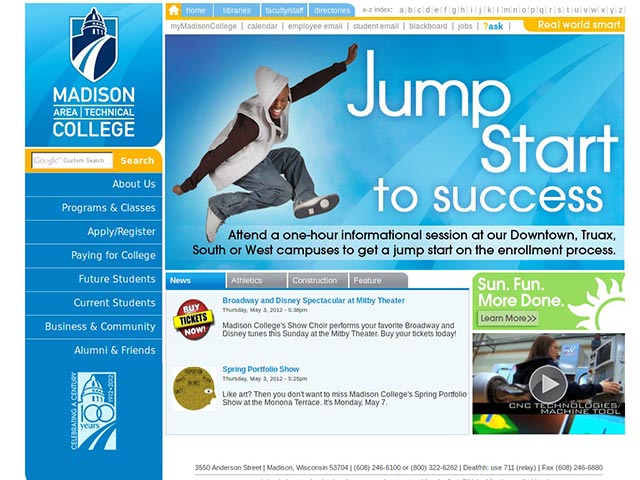 MADISON
AREA | TECHNICAL
COLLEGE
home
libraries
faculty/staff
directories
a-z index: a b c d e f g h i j k l m n o p q r s t u v w x y z
myMadisonCollege | calendar | employee email | student email | blackboard | jobs | ?ask
Real world smart.
Google Custom Search
Search
About Us
Programs & Classes
Apply/Register
Paying for College
Future Students
Current Students
Business & Community
Alumni & Friends
CELEBRATING A CENTURY
1912-2012
100
years
Jump
Start
to success
Attend a one-hour informational session at our Downtown, Truax,
South or West campuses to get a jump start on the enrollment process.
News
Athletics
Construction
Feature
BUY
TICKETS
NOW!
Broadway and Disney Spectacular at Mitby Theater
Thursday, May 3, 2012 - 5:38pm
Madison College's Show Choir performs your favorite Broadway and
Disney tunes this Sunday at the Mitby Theater. Buy your tickets today!
Spring Portfolio Show
Thursday, May 3, 2012 - 5:25pm
Like art? Then you don't want to miss Madison College's Spring Portfolio
Show at the Monona Terrace. It's Monday, May 7.
Sun. Fun.
More Done.
Learn More>>
CNC TECHNOLOGIES/
MACHINE TOOL
3550 Anderson Street | Madison, Wisconsin 53704 | (608) 246-6100 or (800) 322-6282 | Deaf/hh: use 711 (relay) | Fax (608) 246-6880